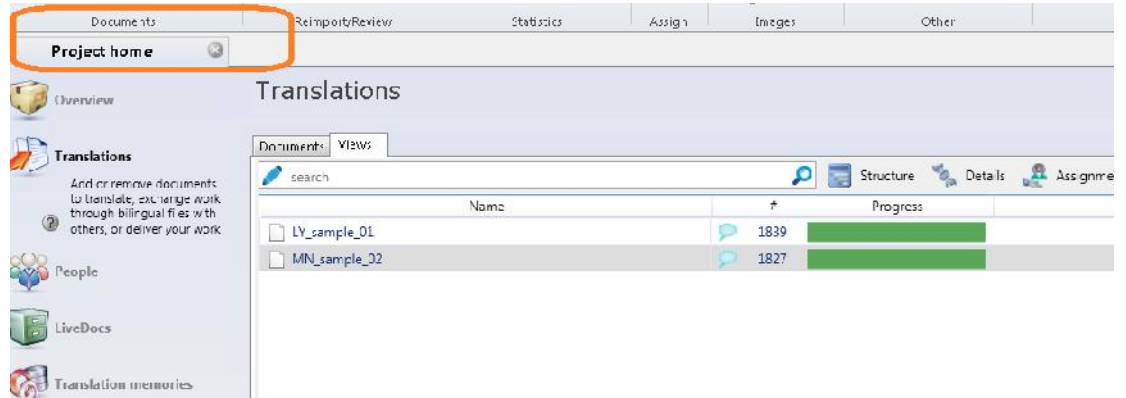 Documents Reimport/Review Statistics Assign Images Other
Project home
Overview
Translations
Translations
Documents Views
Add or remove documents
to translate, exchange work
through bilingual files with
others, or deliver your work
search Structure Details Assignme
Name # Progress
LV_sample_01 1839
MN_sample_02 1827
People
LiveDocs
Translation memories